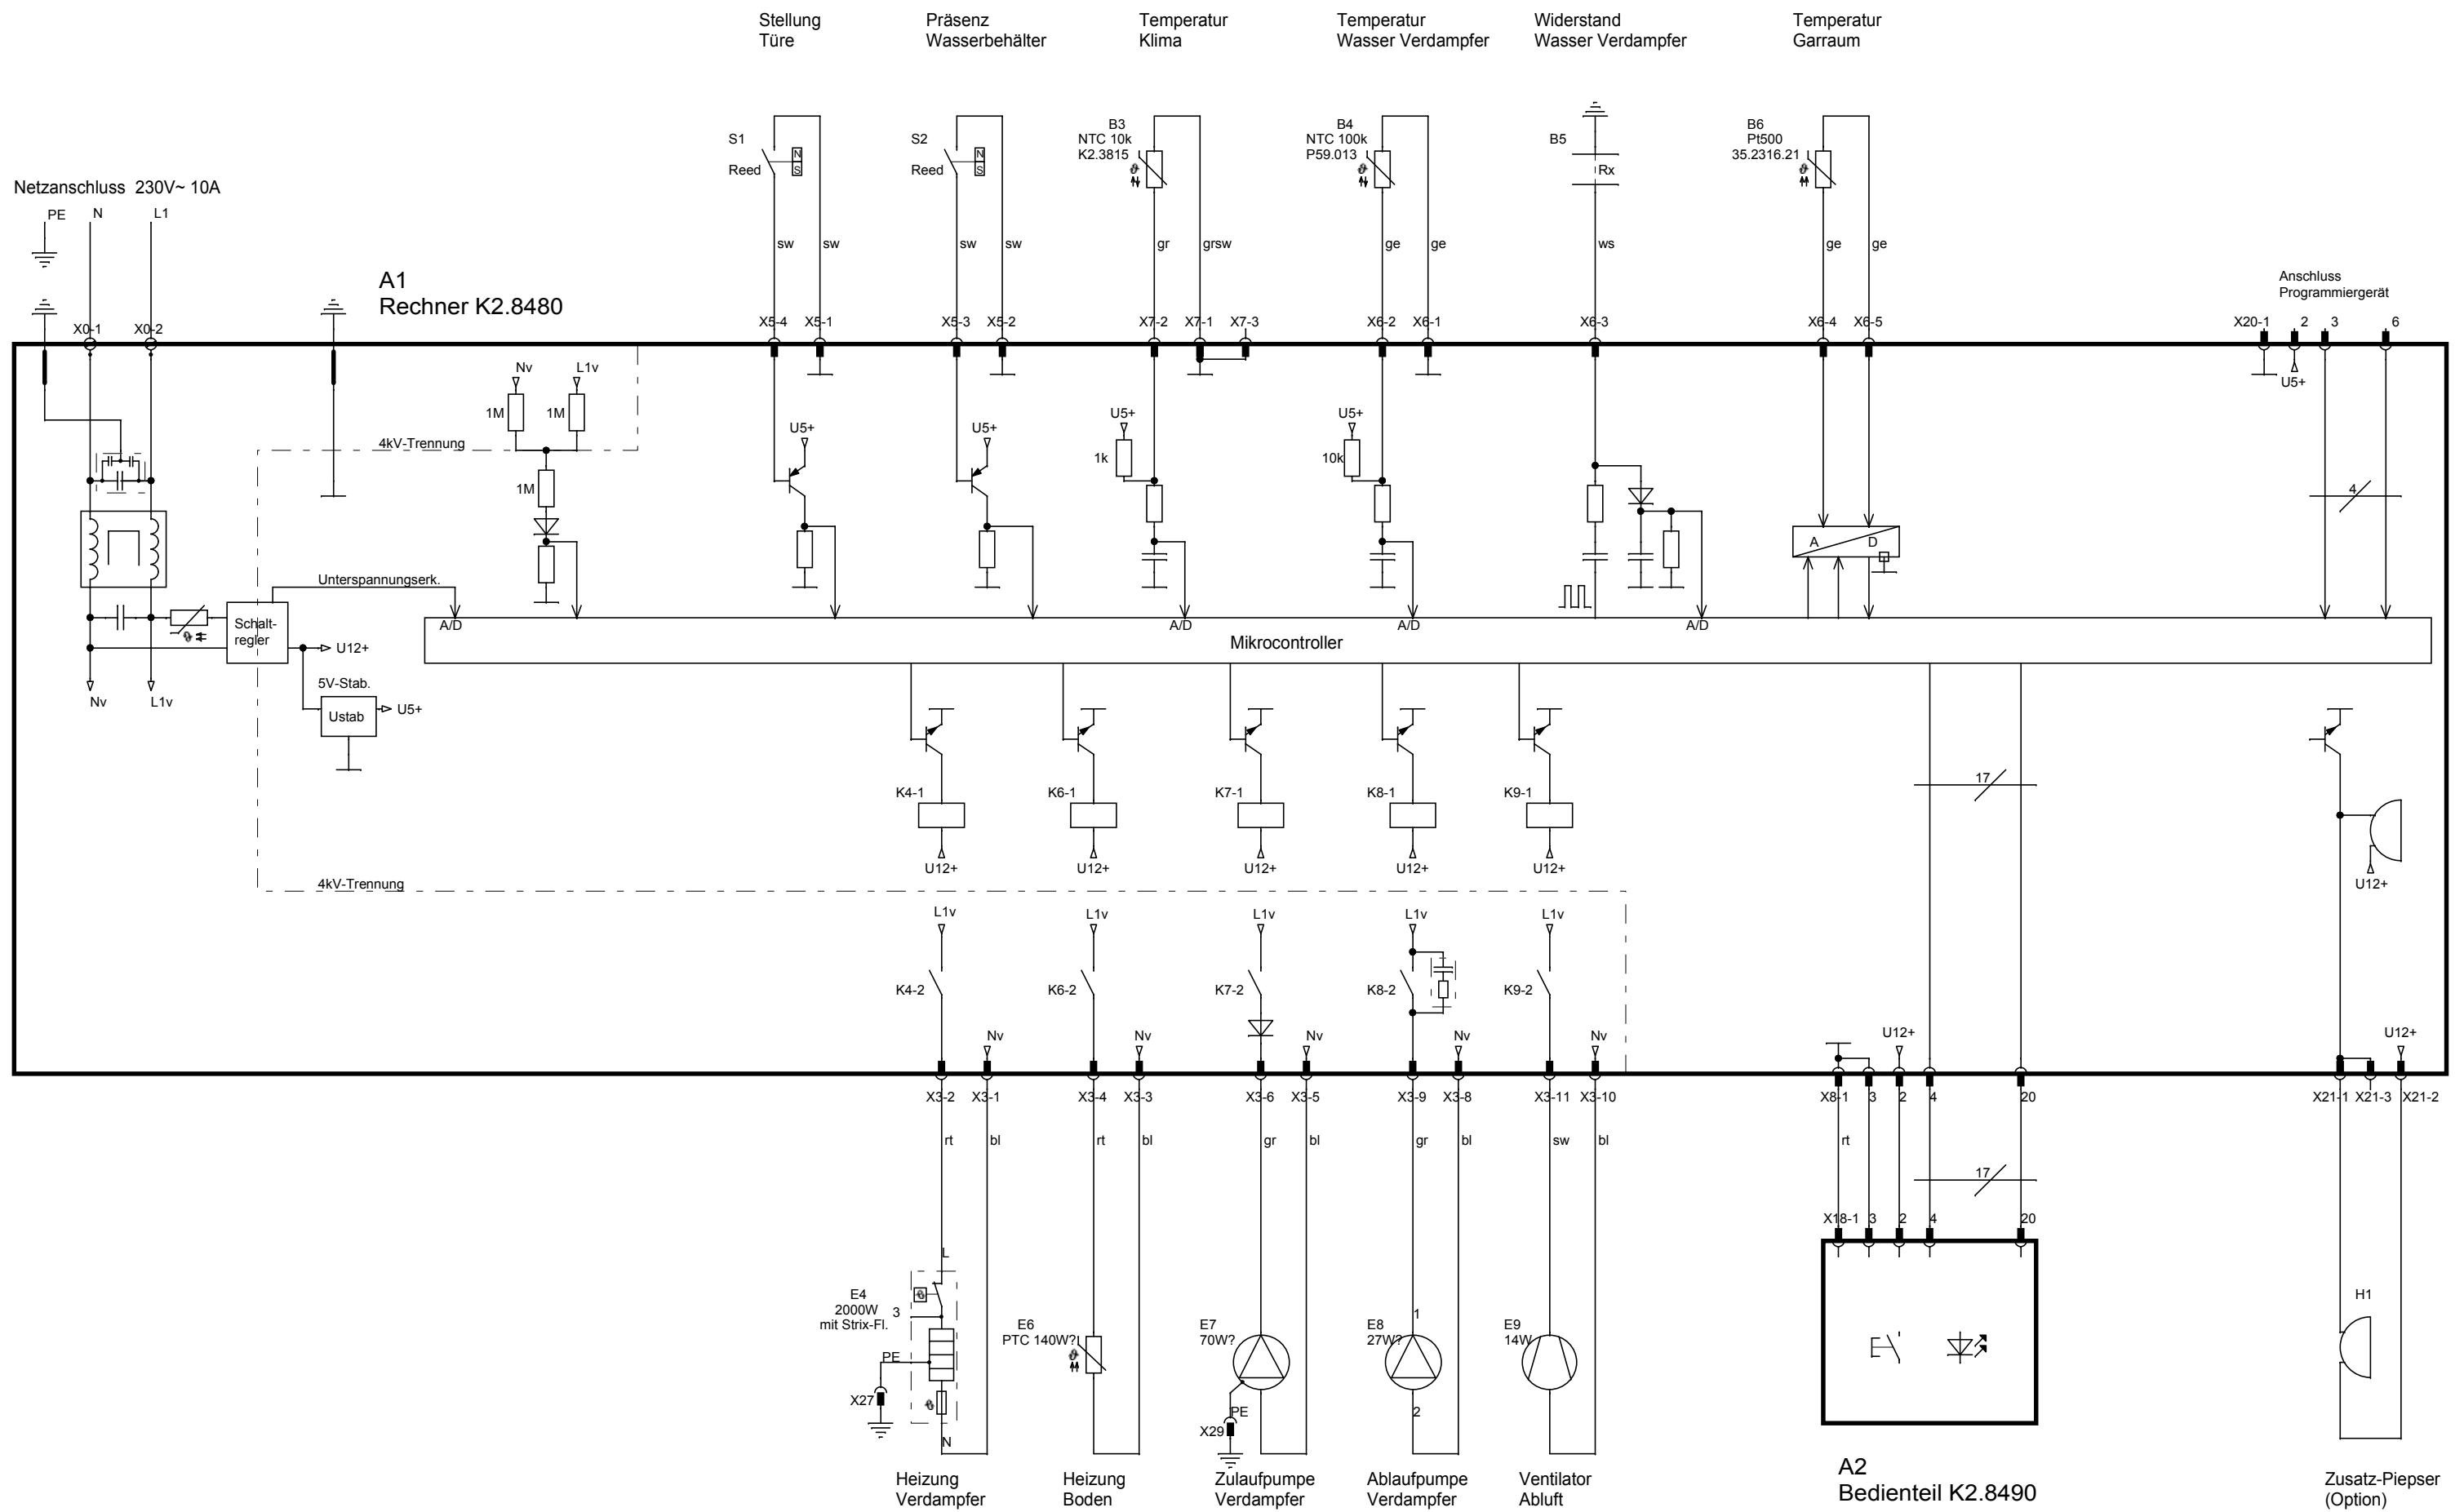 Stellung
Türe
Präsenz
Wasserbehälter
Temperatur
Klima
Temperatur
Wasser Verdampfer
Widerstand
Wasser Verdampfer
Temperatur
Garraum
S1
Reed
N
S
S2
Reed
N
S
B3
NTC 10k
K2.3815
B4
NTC 100k
P59.013
B5
Rx
B6
Pt500
35.2316.21
Netzanschluss 230V~ 10A
PE N L1
sw sw sw sw gr grsw ge ge ws ge ge
A1
Rechner K2.8480
Anschluss
Programmiergerät
X0-1 X0-2 X5-4 X5-1 X5-3 X5-2 X7-2 X7-1 X7-3 X6-2 X6-1 X6-3 X6-4 X6-5 X20-1 2 3 6
Nv L1v
U5+
1M 1M
U5+ U5+ U5+ U5+
4kV-Trennung
1k 10k
1M
4
A D
Unterspannungserk.
Schalt-
regler
A/D A/D A/D A/D
Mikrocontroller
U12+
5V-Stab.
Ustab
U5+
Nv L1v
17
K4-1 K6-1 K7-1 K8-1 K9-1
U12+ U12+ U12+ U12+ U12+
U12+
4kV-Trennung
L1v L1v L1v L1v L1v
K4-2 K6-2 K7-2 K8-2 K9-2
Nv Nv Nv Nv Nv
U12+ U12+
X3-2 X3-1 X3-4 X3-3 X3-6 X3-5 X3-9 X3-8 X3-11 X3-10 X8-1 3 2 4 20 X21-1 X21-3 X21-2
rt bl rt bl gr bl gr bl sw bl rt
17
X18-1 3 2 4 20
L
E4
2000W
mit Strix-Fl.
3
PE
X27
N
E6
PTC 140W?
E7
70W?
PE
X29
E8
27W?
1
2
E9
14W
H1
Heizung
Verdampfer
Heizung
Boden
Zulaufpumpe
Verdampfer
Ablaufpumpe
Verdampfer
Ventilator
Abluft
A2
Bedienteil K2.8490
Zusatz-Piepser
(Option)